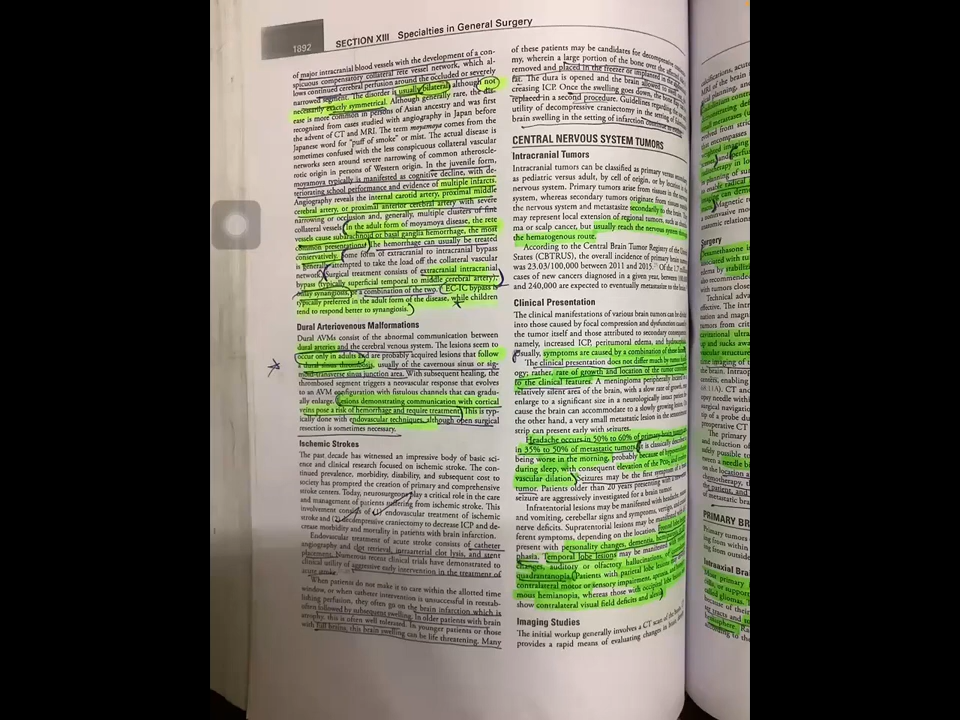 1892 SECTION XIII Specialties in General Surgery
of major intracranial blood vessels with the development of a con-
spicuous compensatory collateral rete vessel network, which al-
lows continued cerebral perfusion around the occluded or severely
narrowed segment. The disorder is usually bilateral although not
necessarily exactly symmetrical. Although generally rare, the dis-
ease is more common in persons of Asian ancestry and was first
recognized from cases studied with angiography in Japan before
the advent of CT and MRI. The term moyamoya comes from the
Japanese word for "puff of smoke" or mist. The actual disease is
sometimes confused with the less conspicuous collateral vascular
networks seen around severe narrowing of common atheroscle-
rotic origin in persons of Western origin. In the juvenile form,
moyamoya typically is manifested as cognitive decline, with de-
teriorating school performance and evidence of multiple infarcts.
Angiography reveals the internal carotid artery, proximal middle
cerebral artery, or proximal anterior cerebral artery with severe
narrowing or occlusion and, generally, multiple clusters of fine
collateral vessels. In the adult form of moyamoya disease, the rete
vessels cause subarachnoid or basal ganglia hemorrhage, the most
common presentations. The hemorrhage can usually be treated
conservatively. Some form of extracranial to intracranial bypass
is generally attempted to take the load off the collateral vascular
network. Surgical treatment consists of extracranial intracranial
bypass (typically superficial temporal to middle cerebral artery),
onlay synangiosis, or a combination of the two. EC-IC bypass is
typically preferred in the adult form of the disease, while children
tend to respond better to synangiosis.
Dural Arteriovenous Malformations
Dural AVMs consist of the abnormal communication between
dural arteries and the cerebral venous system. The lesions seem to
occur only in adults and are probably acquired lesions that follow
a dural sinus thrombosis, usually of the cavernous sinus or sig-
moid-transverse sinus junction area. With subsequent healing, the
thrombosed segment triggers a neovascular response that evolves
to an AVM configuration with fistulous channels that can gradu-
ally enlarge. Lesions demonstrating communication with cortical
veins pose a risk of hemorrhage and require treatment. This is typi-
cally done with endovascular techniques, although open surgical
resection is sometimes necessary.
Ischemic Strokes
The past decade has witnessed an impressive body of basic sci-
ence and clinical research focused on ischemic stroke. The con-
tinued prevalence, morbidity, disability, and subsequent cost to
society has prompted the creation of primary and comprehensive
stroke centers. Today, neurosurgeons play a critical role in the care
and management of patients suffering from ischemic stroke. This
involvement consists of (1) endovascular treatment of ischemic
stroke and (2) decompressive craniectomy to decrease ICP and de-
crease morbidity and mortality in patients with brain infarction.
Endovascular treatment of acute stroke consists of catheter
angiography and clot retrieval, intraarterial clot lysis, and stent
placement. Numerous recent clinical trials have demonstrated to
clinical utility of aggressive early intervention in the treatment of
acute stroke.
When patients do not make it to care within the allotted time
window, or when catheter intervention is unsuccessful in reestab-
lishing perfusion, they often go on the brain infarction which is
often followed by subsequent swelling. In older patients with brain
atrophy, this is often well tolerated. In younger patients or those
with full brains, this brain swelling can be life threatening. Many
of these patients may be candidates for decompressive
my, wherein a large portion of the bone over the
removed and placed in the freezer or implanted in the
fat. The dura is opened and the brain allowed to
creasing ICP. Once the swelling goes down, the bone
replaced in a second procedure. Guidelines regarding
utility of decompressive craniectomy in the setting of
brain swelling in the setting of infarction continue to
CENTRAL NERVOUS SYSTEM TUMORS
Intracranial Tumors
Intracranial tumors can be classified as primary versus
as pediatric versus adult, by cell of origin, or by location
nervous system. Primary tumors arise from tissues in the
system, whereas secondary tumors originate from
the nervous system and metastasize secondarily to the brain.
may represent local extension of regional tumors, such as
ma or scalp cancer, but usually reach the nervous system
the hematogenous route.
According to the Central Brain Tumor Registry of the
States (CBTRUS), the overall incidence of primary brain
was 23.03/100,000 between 2011 and 2015. Of the 1.7
cases of new cancers diagnosed in a given year, between
and 240,000 are expected to eventually metastasize to the
Clinical Presentation
The clinical manifestations of various brain tumors can be
into those caused by focal compression and dysfunction
the tumor itself and those attributed to secondary
namely, increased ICP, peritumoral edema, and hydrocephalus.
Usually, symptoms are caused by a combination of
The clinical presentation does not differ much by tumor
ogy; rather, rate of growth and location of the tumor
to the clinical features. A meningioma peripherally
relatively silent area of the brain, with a slow rate of growth,
enlarge to a significant size in a neurologically intact
cause the brain can accommodate to a slowly growing
the other hand, a very small metastatic lesion in the
strip can present early with seizures.
Headache occurs in 50% to 60% of primary brain
in 35% to 50% of metastatic tumors. It is classically
being worse in the morning, probably because of
during sleep, with consequent elevation of the PCO2
vascular dilation. Seizures may be the first symptom of a
tumor. Patients older than 20 years presenting with a
seizure are aggressively investigated for a brain tumor.
Infratentorial lesions may be manifested with headache,
and vomiting, cerebellar signs and symptoms, vertigo,
nerve deficits. Supratentorial lesions may be manifested
ferent symptoms, depending on the location. Frontal lobe
present with personality changes, dementia,
phasia. Temporal lobe lesions may be manifested with
changes, auditory or olfactory hallucinations,
quadrantanopia. Patients with parietal lobe lesions
contralateral motor or sensory impairment,
mous hemianopia, whereas those with occipital lobe
show contralateral visual field deficits and alexia.
Imaging Studies
The initial workup generally involves a CT scan of the
provides a rapid means of evaluating changes in brain
Surgery
PRIMARY BR
Intraaxial Brai